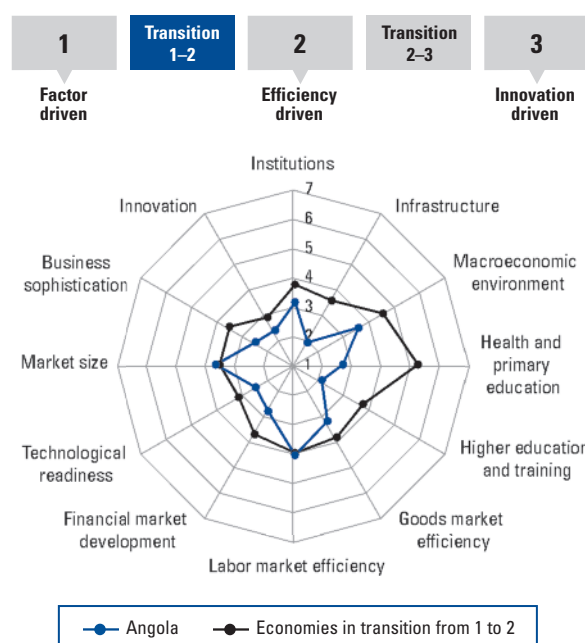 1
Transition
1–2
2
Transition
2–3
3
Factor
driven
Efficiency
driven
Innovation
driven
Institutions
7
6
5
4
3
2
1
Infrastructure
Macroeconomic
environment
Health and
primary
education
Higher education
and training
Goods market
efficiency
Labor market efficiency
Financial market
development
Technological
readiness
Market size
Business
sophistication
Innovation
Angola
Economies in transition from 1 to 2